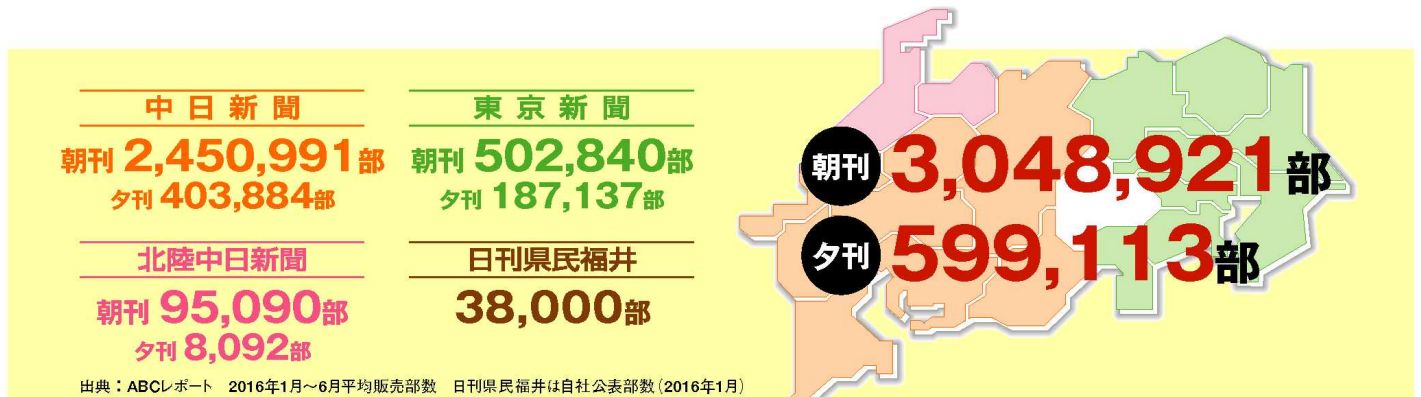 中日新聞
朝刊 2,450,991部
夕刊 403,884部
東京新聞
朝刊 502,840部
夕刊 187,137部
北陸中日新聞
朝刊 95,090部
夕刊 8,092部
日刊県民福井
38,000部
朝刊 3,048,921部
夕刊 599,113部
出典：ABCレポート 2016年1月～6月平均販売部数 日刊県民福井は自社公表部数（2016年1月）